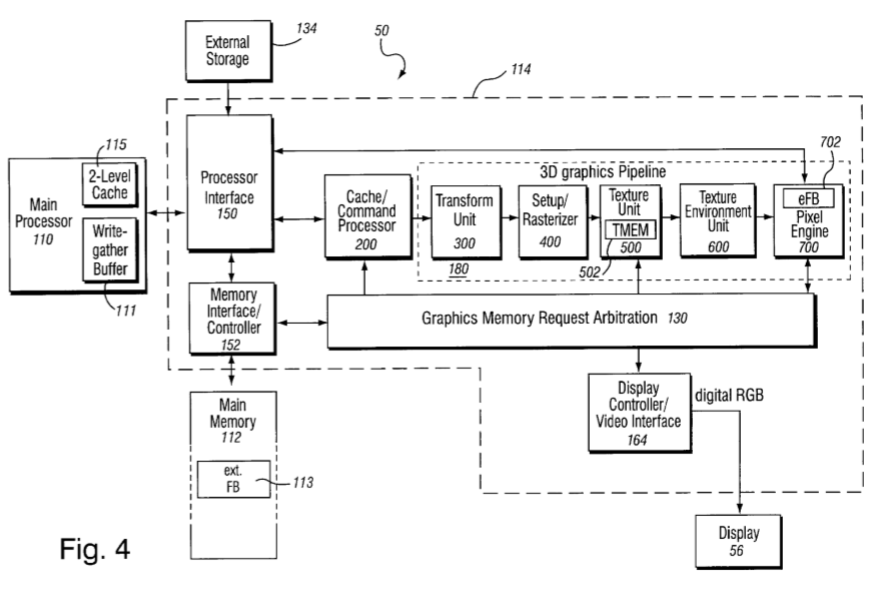 External
Storage
134
50
114
115
2-Level
Cache
Main
Processor
110
Write-
gather
Buffer
111
Processor
Interface
150
702
3D graphics Pipeline
Cache/
Command
Processor
200
Transform
Unit
300
180
Setup/
Rasterizer
400
Texture
Unit
TMEM
500
502
Texture
Environment
Unit
600
eFB
Pixel
Engine
700
Memory
Interface/
Controller
152
Graphics Memory Request Arbitration 130
Main
Memory
112
ext.
FB
113
Display
Controller/
Video Interface
164
digital RGB
Display
56
Fig. 4